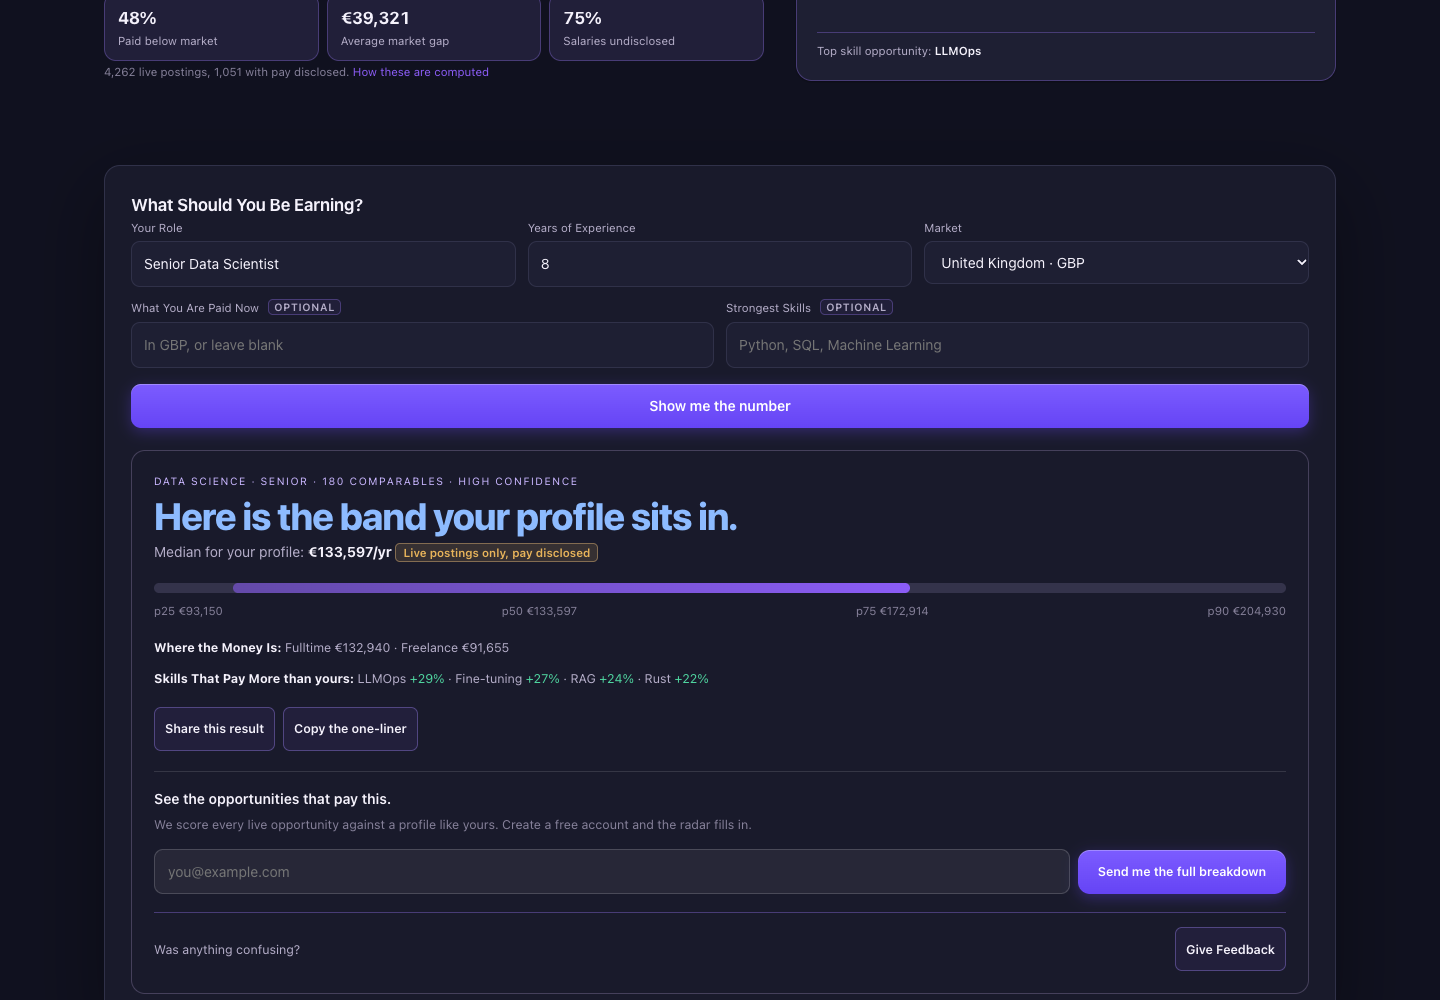 48%
Paid below market
€39,321
Average market gap
75%
Salaries undisclosed
4,262 live postings, 1,051 with pay disclosed. How these are computed
Top skill opportunity: LLMOps
What Should You Be Earning?
Your Role
Years of Experience
Market
Senior Data Scientist
8
United Kingdom · GBP
What You Are Paid Now OPTIONAL
Strongest Skills OPTIONAL
In GBP, or leave blank
Python, SQL, Machine Learning
Show me the number
DATA SCIENCE · SENIOR · 180 COMPARABLES · HIGH CONFIDENCE
Here is the band your profile sits in.
Median for your profile: €133,597/yr Live postings only, pay disclosed
p25 €93,150
p50 €133,597
p75 €172,914
p90 €204,930
Where the Money Is: Fulltime €132,940 · Freelance €91,655
Skills That Pay More than yours: LLMOps +29% · Fine-tuning +27% · RAG +24% · Rust +22%
Share this result
Copy the one-liner
See the opportunities that pay this.
We score every live opportunity against a profile like yours. Create a free account and the radar fills in.
you@example.com
Send me the full breakdown
Was anything confusing?
Give Feedback